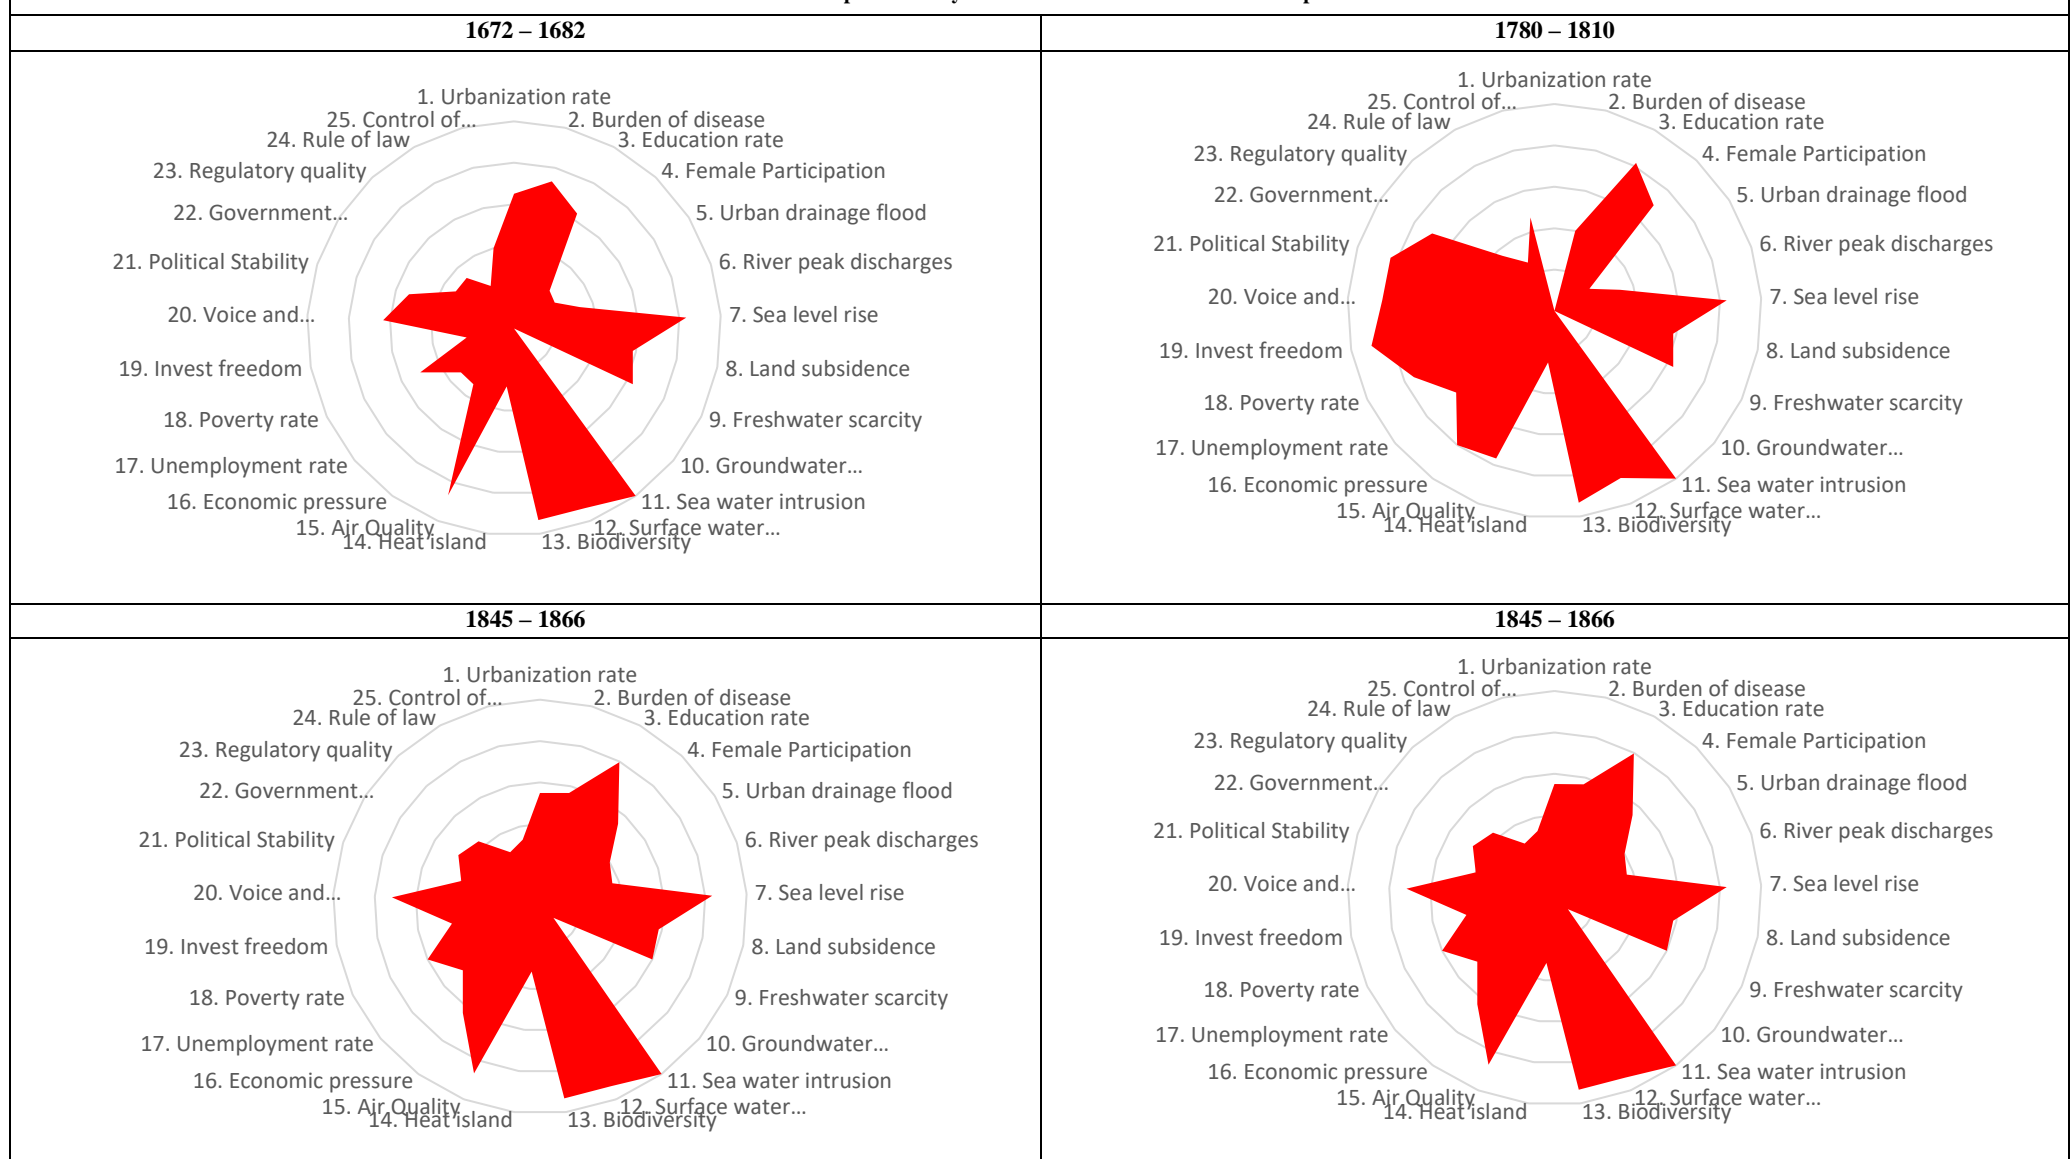 1672 – 1682
1780 – 1810
1. Urbanization rate
2. Burden of disease
3. Education rate
4. Female Participation
5. Urban drainage flood
6. River peak discharges
7. Sea level rise
8. Land subsidence
9. Freshwater scarcity
10. Groundwater...
11. Sea water intrusion
12. Surface water...
13. Biodiversity
14. Heat island
15. Air Quality
16. Economic pressure
17. Unemployment rate
18. Poverty rate
19. Invest freedom
20. Voice and...
21. Political Stability
22. Government...
23. Regulatory quality
24. Rule of law
25. Control of...
1. Urbanization rate
2. Burden of disease
3. Education rate
4. Female Participation
5. Urban drainage flood
6. River peak discharges
7. Sea level rise
8. Land subsidence
9. Freshwater scarcity
10. Groundwater...
11. Sea water intrusion
12. Surface water...
13. Biodiversity
14. Heat island
15. Air Quality
16. Economic pressure
17. Unemployment rate
18. Poverty rate
19. Invest freedom
20. Voice and...
21. Political Stability
22. Government...
23. Regulatory quality
24. Rule of law
25. Control of...
1845 – 1866
1845 – 1866
1. Urbanization rate
2. Burden of disease
3. Education rate
4. Female Participation
5. Urban drainage flood
6. River peak discharges
7. Sea level rise
8. Land subsidence
9. Freshwater scarcity
10. Groundwater...
11. Sea water intrusion
12. Surface water...
13. Biodiversity
14. Heat island
15. Air Quality
16. Economic pressure
17. Unemployment rate
18. Poverty rate
19. Invest freedom
20. Voice and...
21. Political Stability
22. Government...
23. Regulatory quality
24. Rule of law
25. Control of...
1. Urbanization rate
2. Burden of disease
3. Education rate
4. Female Participation
5. Urban drainage flood
6. River peak discharges
7. Sea level rise
8. Land subsidence
9. Freshwater scarcity
10. Groundwater...
11. Sea water intrusion
12. Surface water...
13. Biodiversity
14. Heat island
15. Air Quality
16. Economic pressure
17. Unemployment rate
18. Poverty rate
19. Invest freedom
20. Voice and...
21. Political Stability
22. Government...
23. Regulatory quality
24. Rule of law
25. Control of...